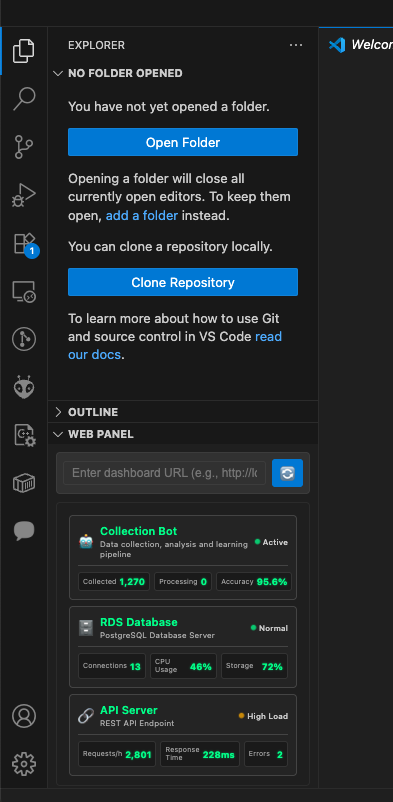 EXPLORER
Welcom
NO FOLDER OPENED
You have not yet opened a folder.
Open Folder
Opening a folder will close all
currently open editors. To keep them
open, add a folder instead.
You can clone a repository locally.
Clone Repository
To learn more about how to use Git
and source control in VS Code read
our docs.
1
OUTLINE
WEB PANEL
Enter dashboard URL (e.g., http://lo
Collection Bot
Data collection, analysis and learning
pipeline
Active
Collected 1,270
Processing 0
Accuracy 95.6%
RDS Database
PostgreSQL Database Server
Normal
Connections 13
CPU
Usage 46%
Storage 72%
API Server
REST API Endpoint
High Load
Requests/h 2,801
Response
Time 228ms
Errors 2